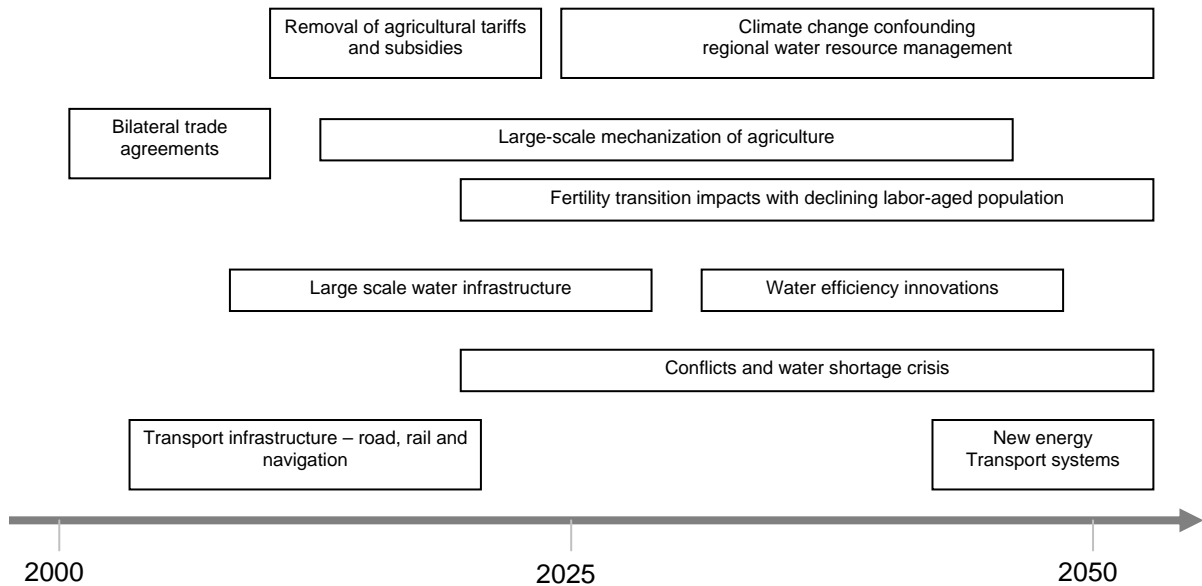 Removal of agricultural tariffs
and subsidies
Climate change confounding
regional water resource management
Bilateral trade
agreements
Large-scale mechanization of agriculture
Fertility transition impacts with declining labor-aged population
Large scale water infrastructure
Water efficiency innovations
Conflicts and water shortage crisis
Transport infrastructure – road, rail and
navigation
New energy
Transport systems
2000
2025
2050